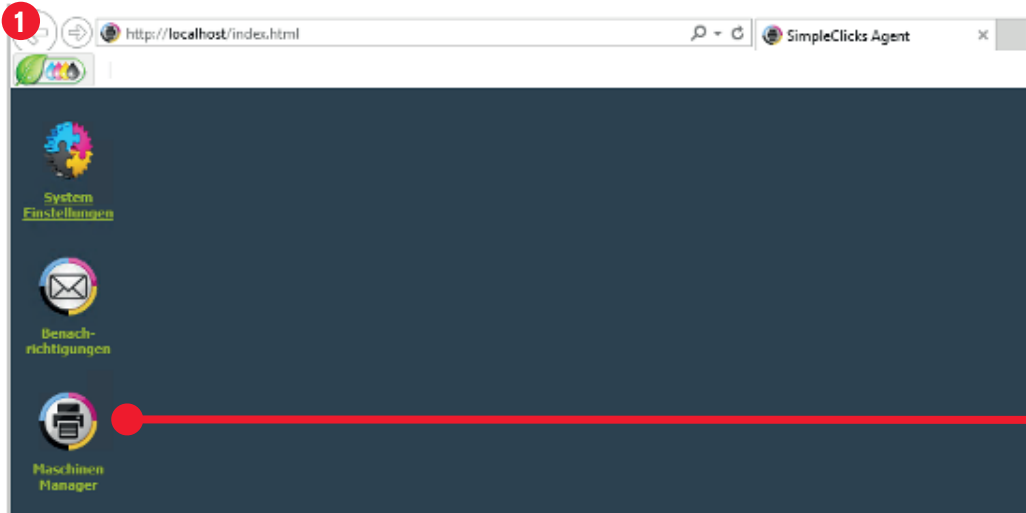 1
http://localhost/index.html
SimpleClicks Agent
System
Einstellungen
Benach-
richtigungen
Maschinen
Manager